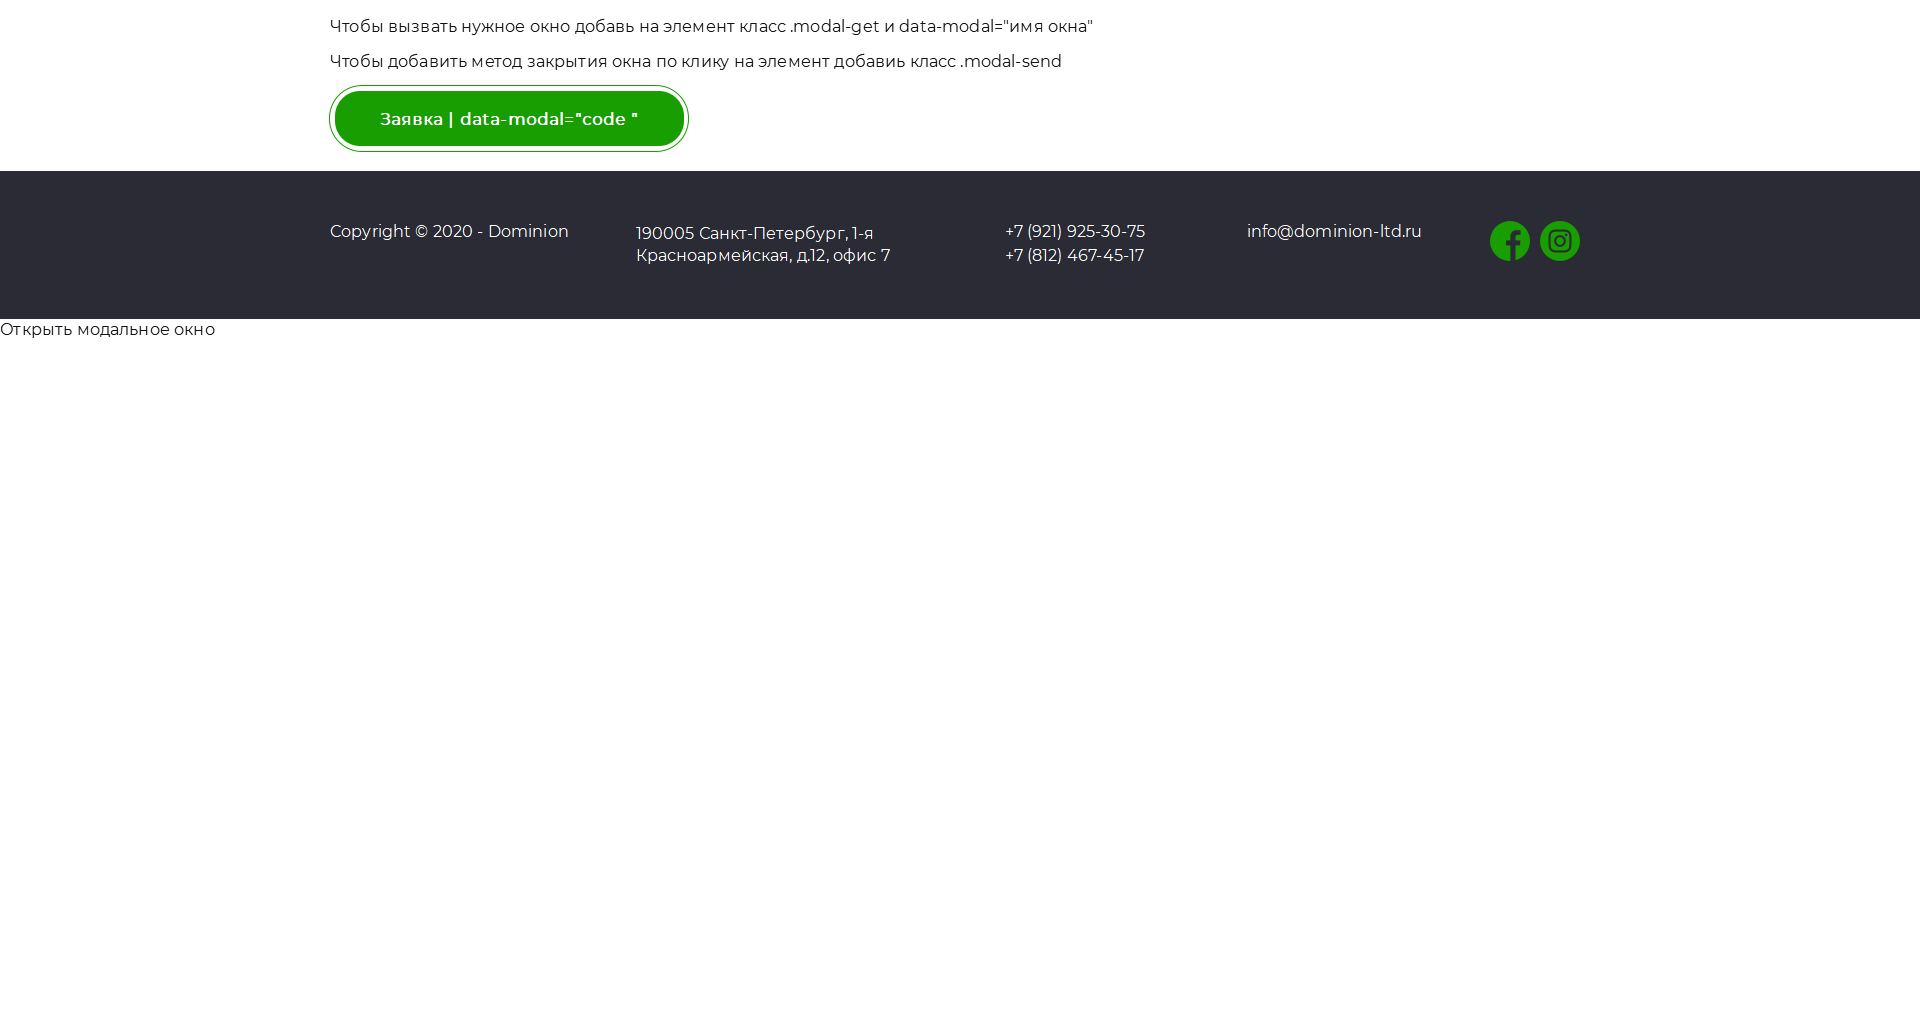 Чтобы вызвать нужное окно добавь на элемент класс .modal-get и data-modal="имя окна"
Чтобы добавить метод закрытия окна по клику на элемент добавиь класс .modal-send
Заявка | data-modal="code "
Copyright © 2020 - Dominion
190005 Санкт-Петербург, 1-я
Красноармейская, д.12, офис 7
+7 (921) 925-30-75
+7 (812) 467-45-17
info@dominion-ltd.ru
Открыть модальное окно